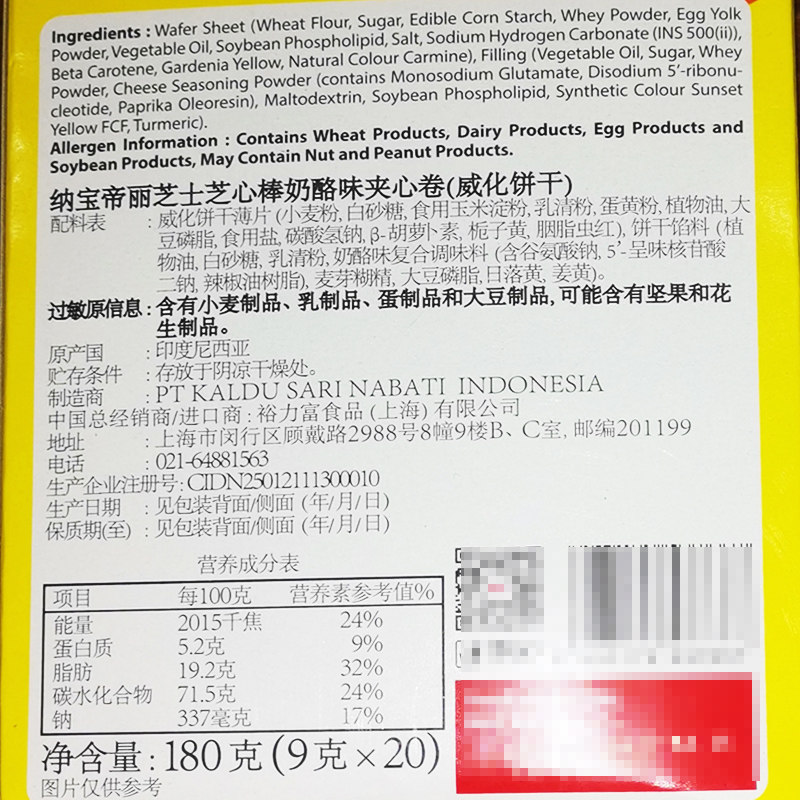 Ingredients : Wafer Sheet (Wheat Flour, Sugar, Edible Corn Starch, Whey Powder, Egg Yolk
Powder, Vegetable Oil, Soybean Phospholipid, Salt, Sodium Hydrogen Carbonate (INS 500(ii)),
Beta Carotene, Gardenia Yellow, Natural Colour Carmine), Filling (Vegetable Oil, Sugar, Whey
Powder, Cheese Seasoning Powder (contains Monosodium Glutamate, Disodium 5'-ribonu-
cleotide, Paprika Oleoresin), Maltodextrin, Soybean Phospholipid, Synthetic Colour Sunset
Yellow FCF, Turmeric).
Allergen Information : Contains Wheat Products, Dairy Products, Egg Products and
Soybean Products, May Contain Nut and Peanut Products.
纳宝帝丽芝士芝心棒奶酪味夹心卷(威化饼干)
配料表 : 威化饼干薄片 (小麦粉, 白砂糖, 食用玉米淀粉, 乳清粉, 蛋黄粉, 植物油, 大
豆磷脂, 食用盐, 碳酸氢钠, β-胡萝卜素, 栀子黄, 胭脂虫红), 饼干馅料 (植
物油, 白砂糖, 乳清粉, 奶酪味复合调味料 (含谷氨酸钠, 5'-呈味核苷酸
二钠, 辣椒油树脂), 麦芽糊精, 大豆磷脂, 日落黄, 姜黄)。
过敏原信息 : 含有小麦制品、乳制品、蛋制品和大豆制品, 可能含有坚果和花
生制品。
原产国 : 印度尼西亚
贮存条件 : 存放于阴凉干燥处。
制造商 : PT KALDU SARI NABATI INDONESIA
中国总经销商/进口商 : 裕力富食品 (上海) 有限公司
地址 : 上海市闵行区顾戴路2988号8幢9楼B、C室, 邮编201199
电话 : 021-64881563
生产企业注册号 : CIDN25012111300010
生产日期 : 见包装背面/侧面 (年/月/日)
保质期(至) : 见包装背面/侧面 (年/月/日)
营养成分表
项目 每100克 营养素参考值%
能量 2015千焦 24%
蛋白质 5.2克 9%
脂肪 19.2克 32%
碳水化合物 71.5克 24%
钠 337毫克 17%
净含量 : 180克 (9克×20)
图片仅供参考